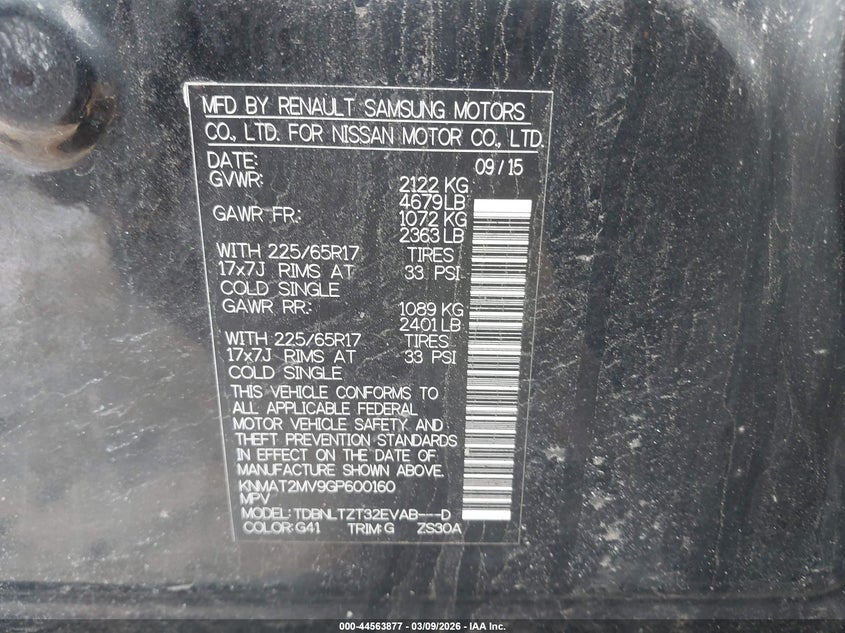 MFD BY RENAULT SAMSUNG MOTORS
CO., LTD. FOR NISSAN MOTOR CO., LTD.
DATE: 09/15
GVWR: 2122 KG
4679LB
GAWR FR.: 1072 KG
2363 LB
WITH 225/65R17 TIRES
17x7J RIMS AT 33 PSI
COLD SINGLE
GAWR RR.: 1089 KG
2401 LB
WITH 225/65R17 TIRES
17x7J RIMS AT 33 PSI
COLD SINGLE
THIS VEHICLE CONFORMS TO
ALL APPLICABLE FEDERAL
MOTOR VEHICLE SAFETY, AND
THEFT PREVENTION STANDARDS
IN EFFECT ON THE DATE OF
MANUFACTURE SHOWN ABOVE.
KNMAT2MV9GP600160
MPV
MODEL: TDBNLTZT32EVAB---D
COLOR: G41 TRIM: G ZS30A
000-44563877 - 03/09/2026 - IAA Inc.